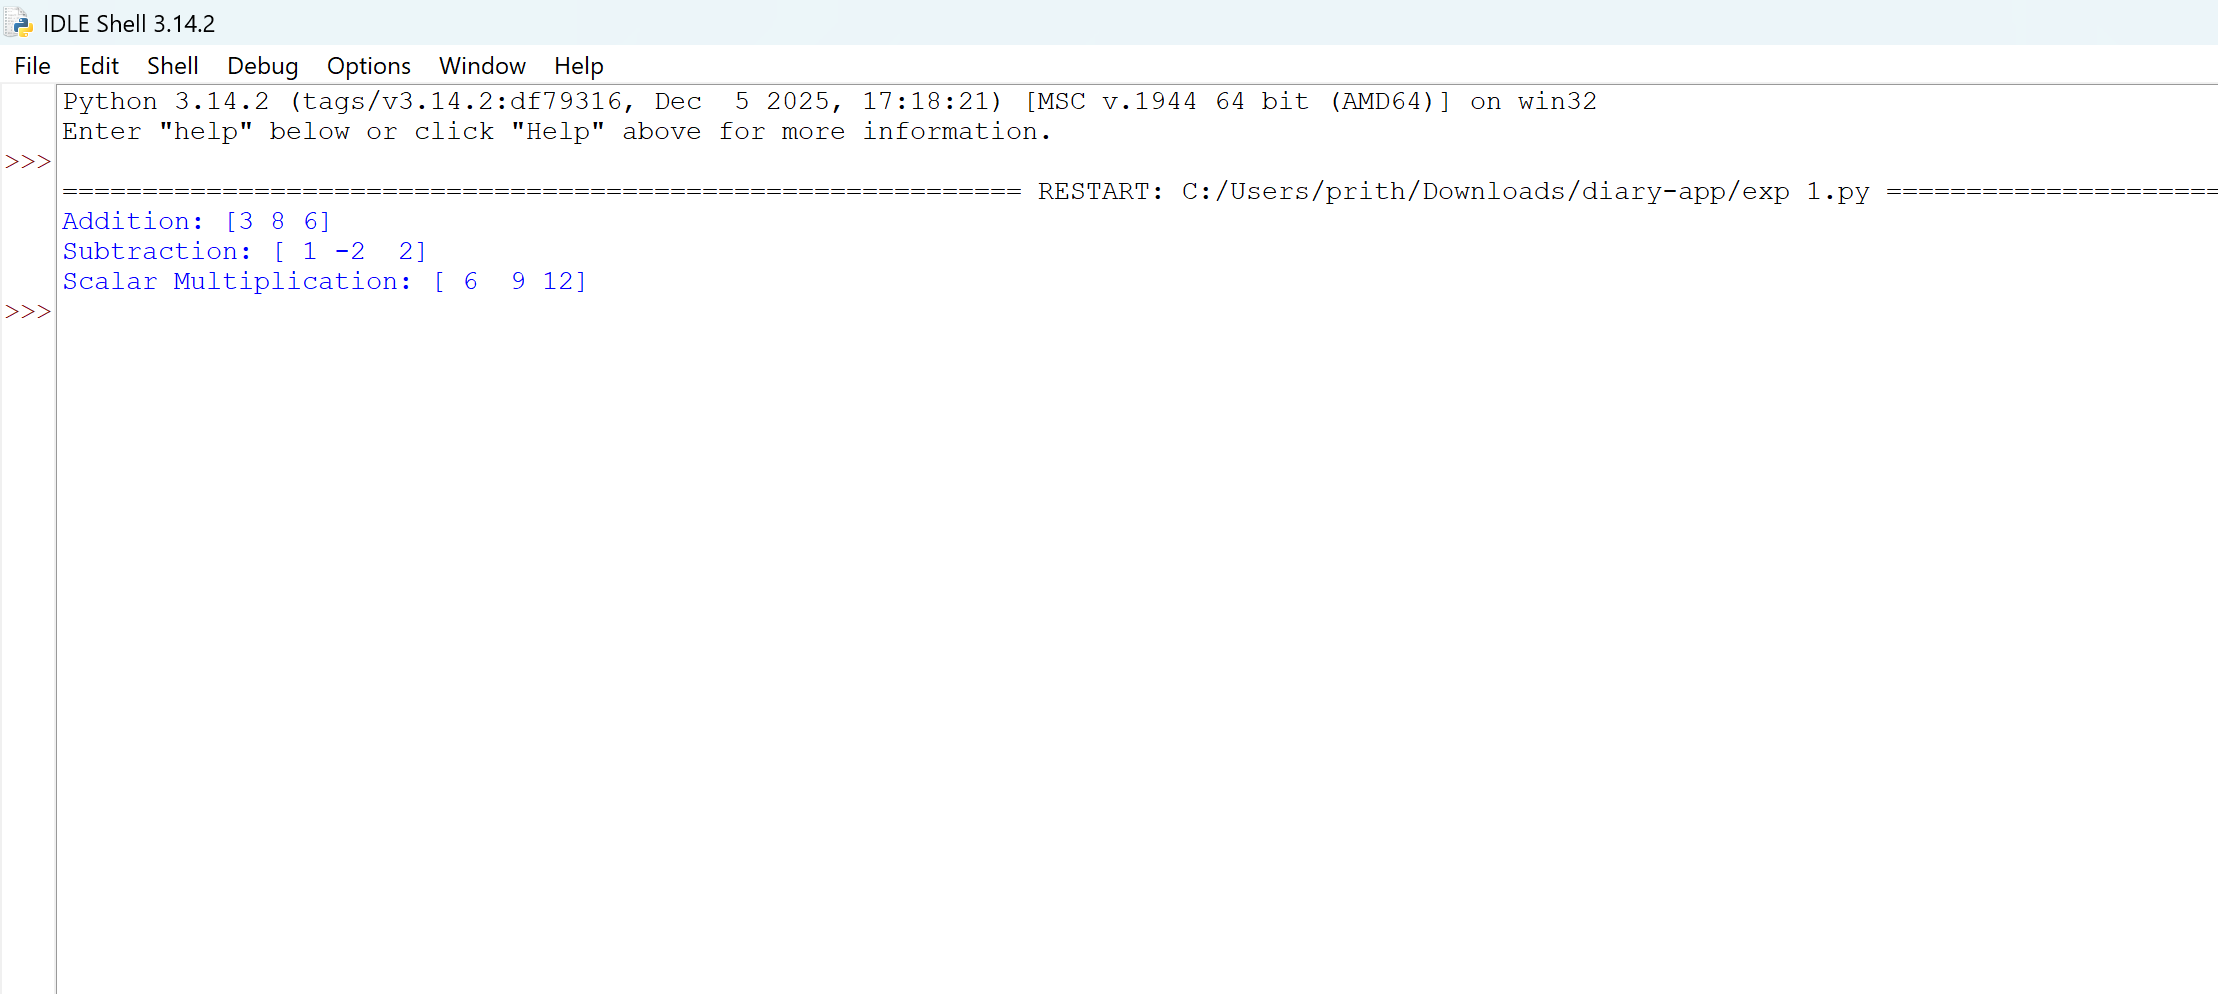 IDLE Shell 3.14.2
File Edit Shell Debug Options Window Help
Python 3.14.2 (tags/v3.14.2:df79316, Dec  5 2025, 17:18:21) [MSC v.1944 64 bit (AMD64)] on win32
Enter "help" below or click "Help" above for more information.
>>>
============================================================ RESTART: C:/Users/prith/Downloads/diary-app/exp 1.py =====================
Addition: [3 8 6]
Subtraction: [ 1 -2  2]
Scalar Multiplication: [ 6  9 12]
>>>